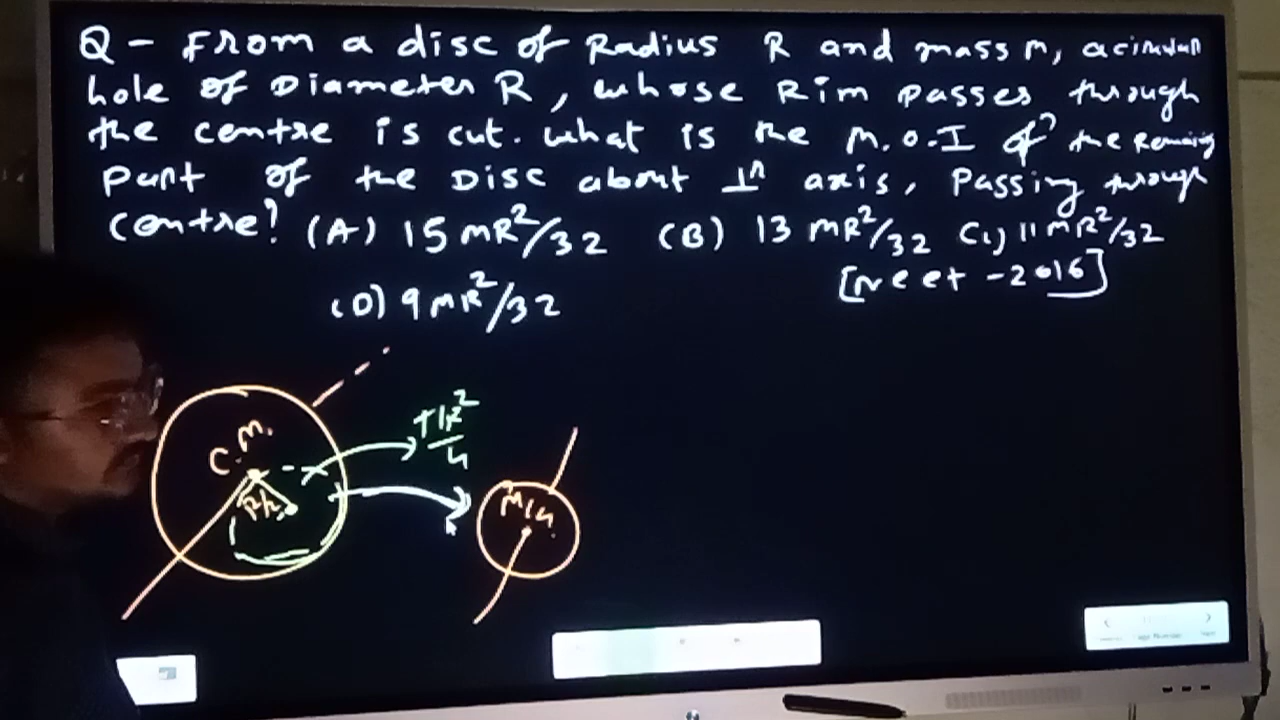 Q - From a disc of Radius R and mass M, a circular
hole of Diameter R, whose Rim passes through
the centre is cut. what is the M.O.I of the Remaing
part of the Disc about ⊥r axis, Passing through
centre? (A) 15 MR²/32 (B) 13 MR²/32 (C) 11 MR²/32
[neet - 2016]
(D) 9 MR²/32
C.M.
R/2
M/4